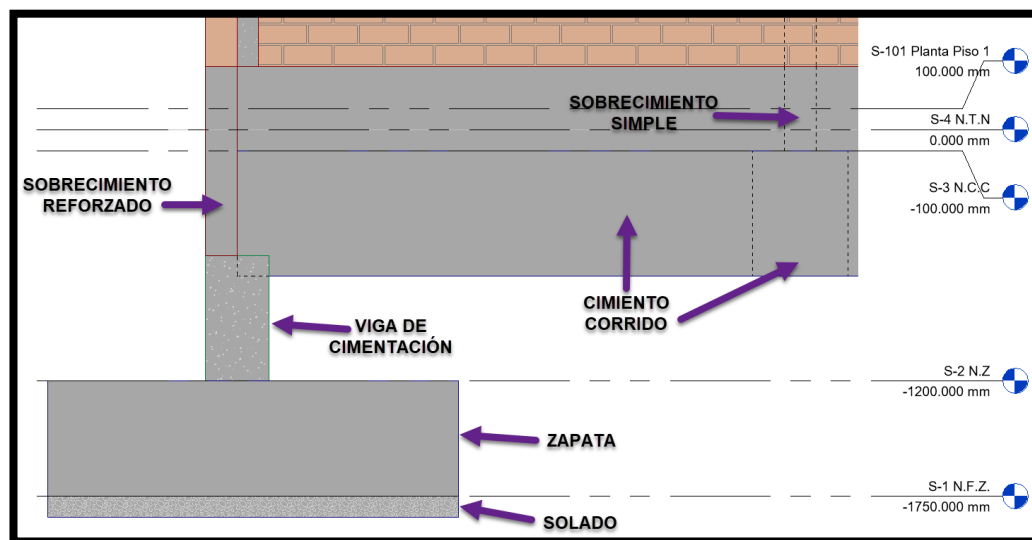 S-101 Planta Piso 1
100.000 mm
SOBRECIMIENTO
SIMPLE
S-4 N.T.N
0.000 mm
SOBRECIMIENTO
REFORZADO
S-3 N.C.C
-100.000 mm
CIMIENTO
CORRIDO
VIGA DE
CIMENTACIÓN
S-2 N.Z
-1200.000 mm
ZAPATA
S-1 N.F.Z.
-1750.000 mm
SOLADO